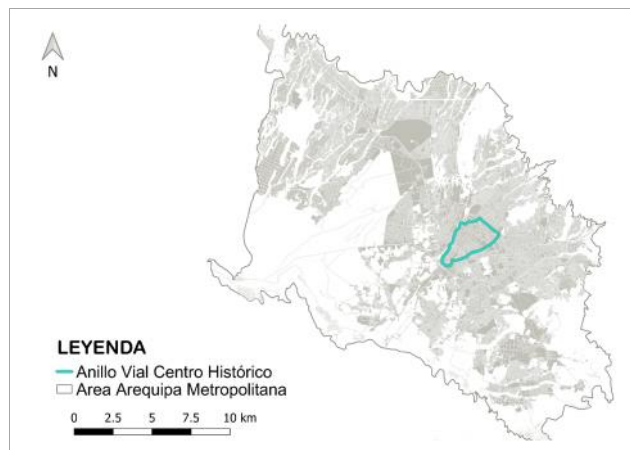 N
LEYENDA
Anillo Vial Centro Histórico
Area Arequipa Metropolitana
0 2.5 5 7.5 10 km